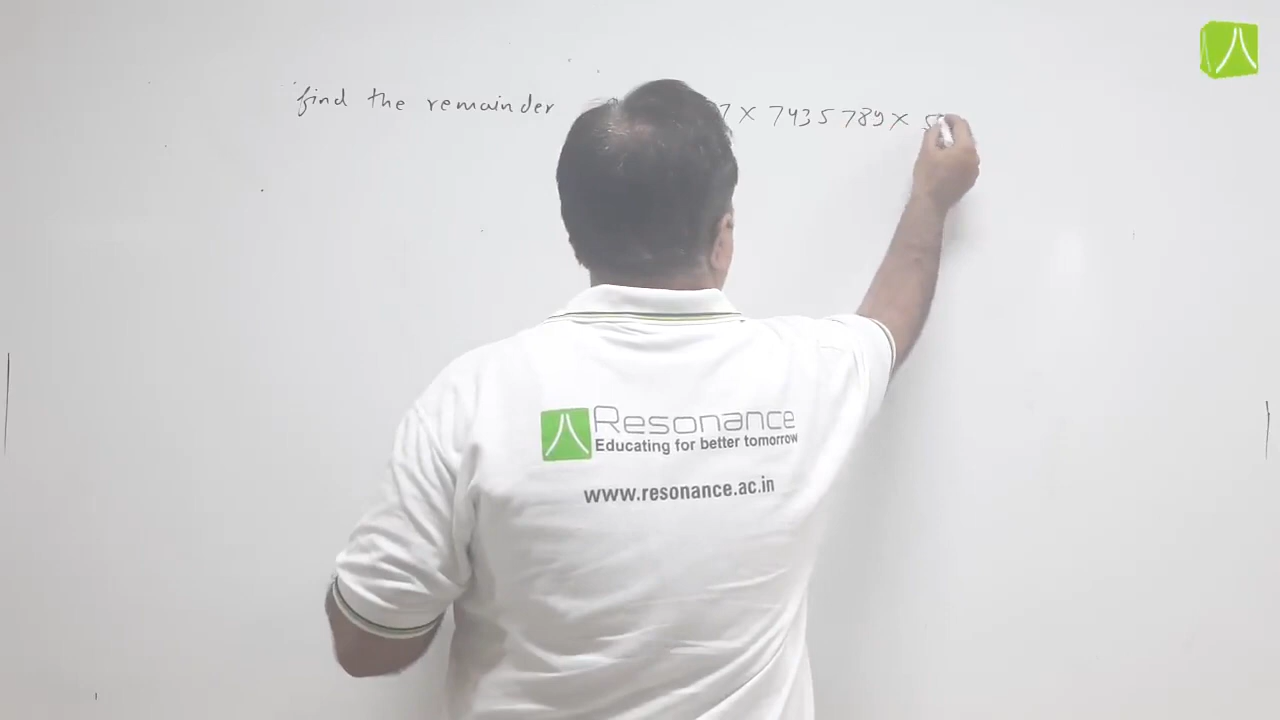 find the remainder 7 × 7435789 × 5
Resonance
Educating for better tomorrow
www.resonance.ac.in